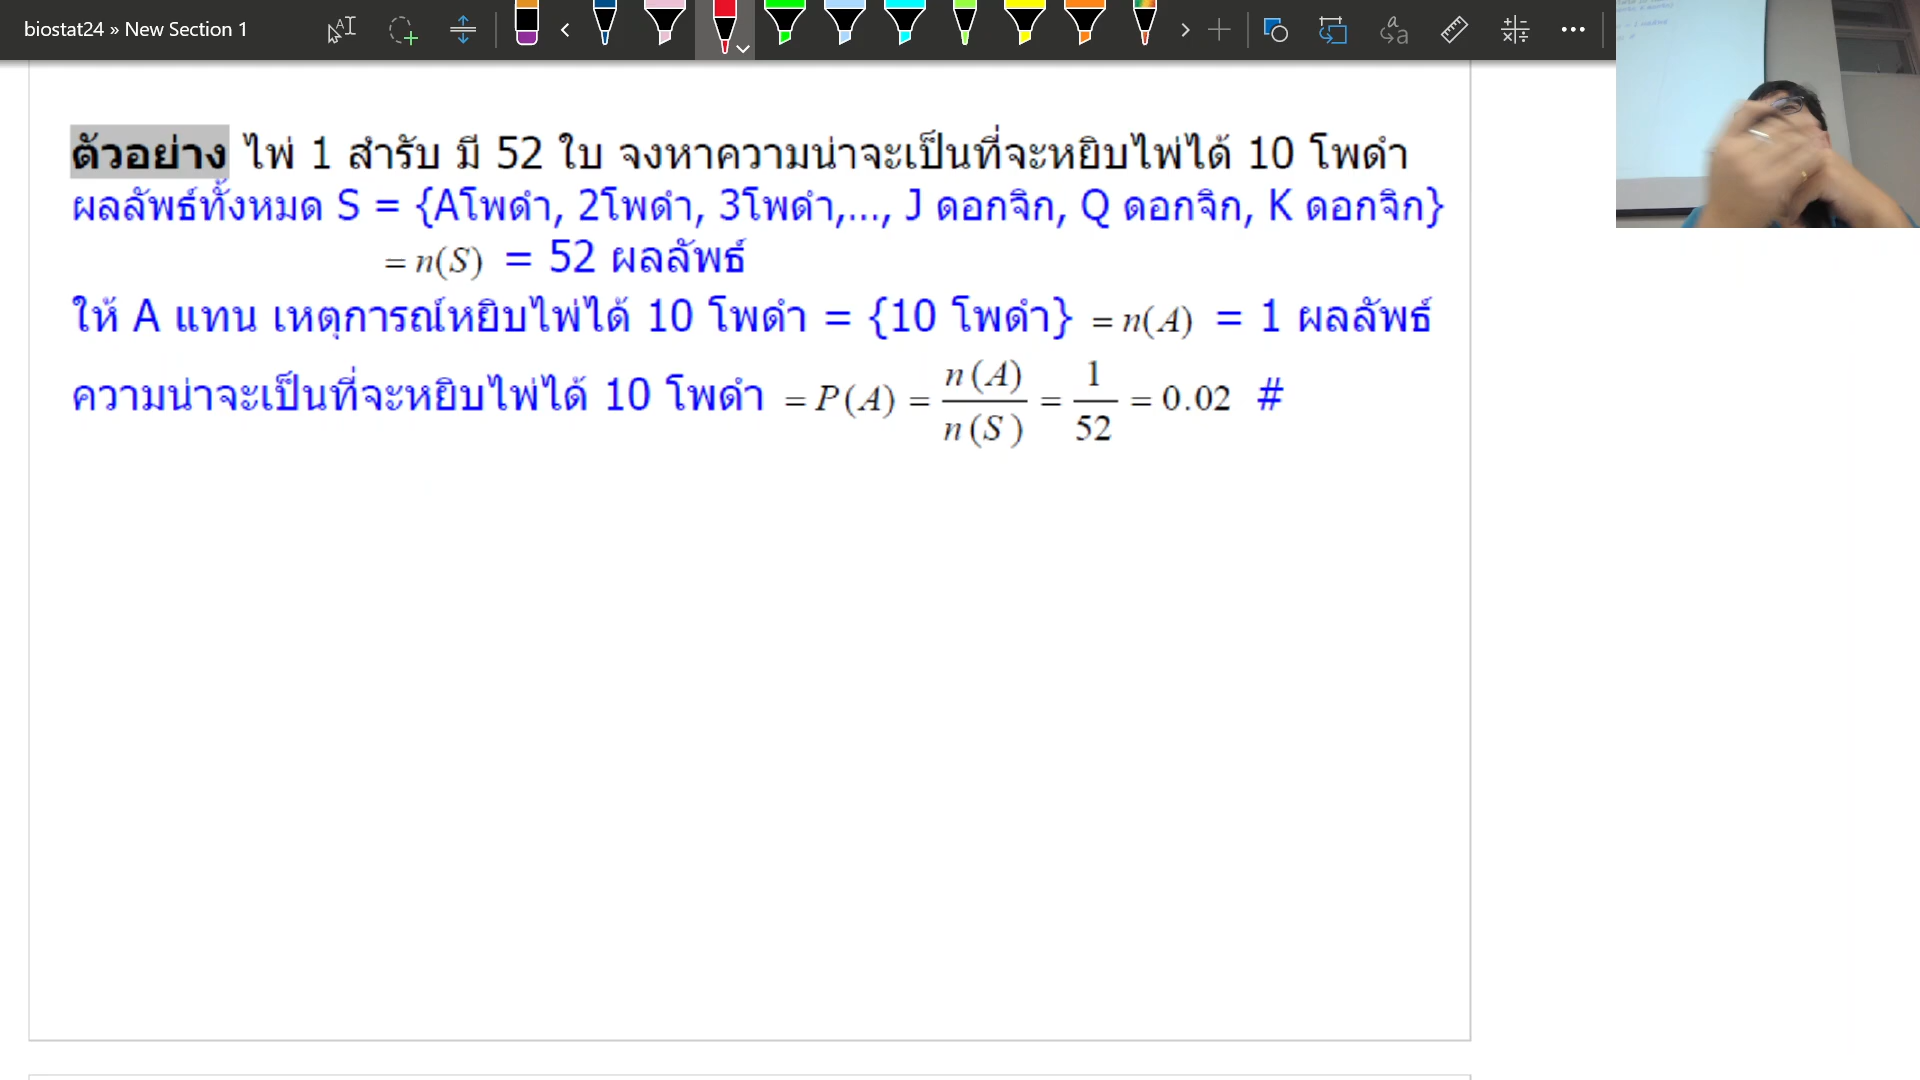 biostat24 » New Section 1
ตัวอย่าง ไพ่ 1 สำรับ มี 52 ใบ จงหาความน่าจะเป็นที่จะหยิบไพ่ได้ 10 โพดำ
ผลลัพธ์ทั้งหมด S = {Aโพดำ, 2โพดำ, 3โพดำ,..., J ดอกจิก, Q ดอกจิก, K ดอกจิก}
= n(S) = 52 ผลลัพธ์
ให้ A แทน เหตุการณ์หยิบไพ่ได้ 10 โพดำ = {10 โพดำ} = n(A) = 1 ผลลัพธ์
ความน่าจะเป็นที่จะหยิบไพ่ได้ 10 โพดำ = P(A) = n(A)/n(S) = 1/52 = 0.02 #